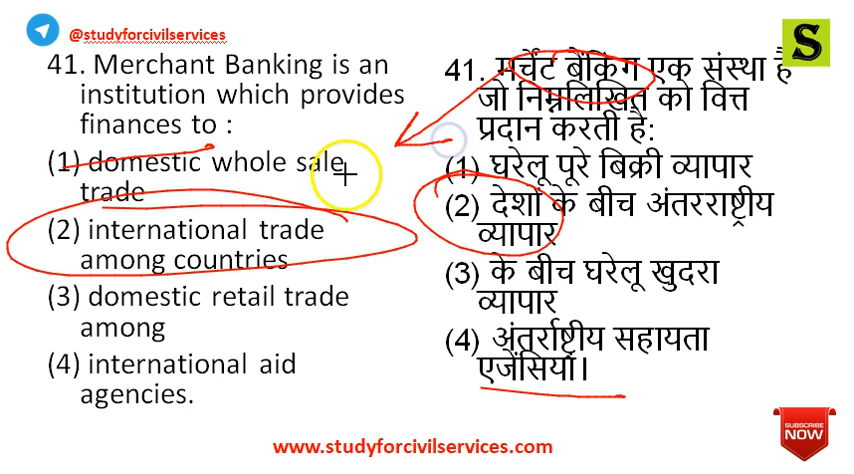 @studyforcivilservices
S
41. Merchant Banking is an
institution which provides
finances to :
(1) domestic whole sale
trade
(2) international trade
among countries
(3) domestic retail trade
among
(4) international aid
agencies.
41. मर्चेंट बैंकिंग एक संस्था है
जो निम्नलिखित को वित्त
प्रदान करती है:
(1) घरेलू पूरे बिक्री व्यापार
(2) देशों के बीच अंतरराष्ट्रीय
व्यापार
(3) के बीच घरेलू खुदरा
व्यापार
(4) अंतर्राष्ट्रीय सहायता
एजेंसियां।
SUBSCRIBE
NOW
www.studyforcivilservices.com